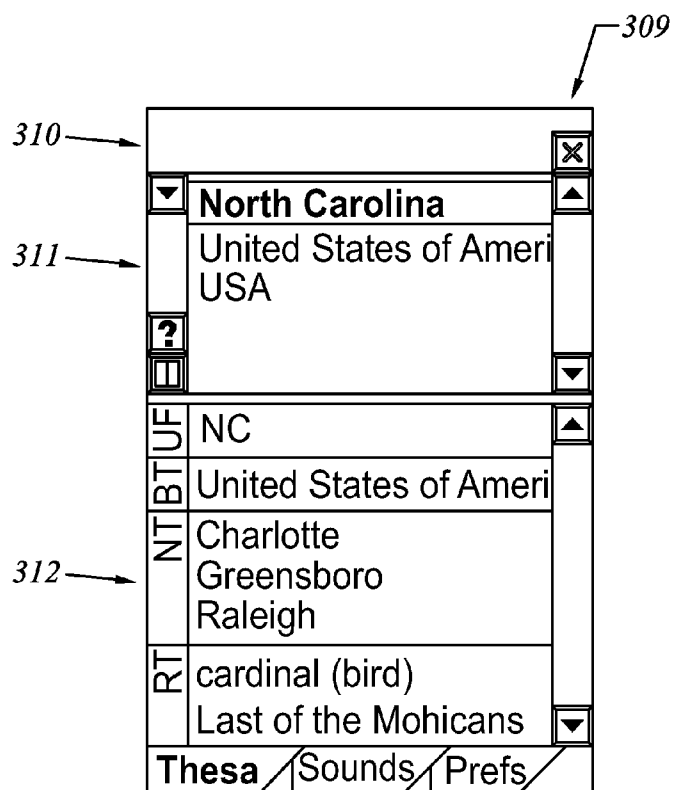 309
310
North Carolina
311
United States of Ameri
USA
?
UF NC
BT United States of Ameri
NT Charlotte
Greensboro
312
Raleigh
RT cardinal (bird)
Last of the Mohicans
Thesa Sounds Prefs